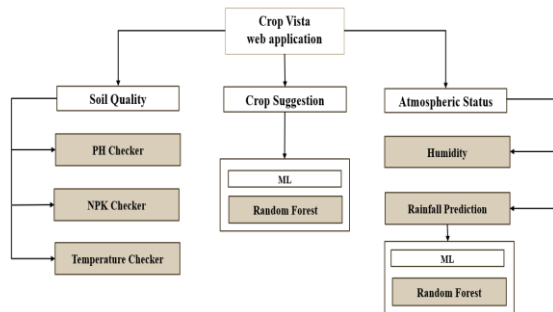 Crop Vista
web application
Soil Quality
Crop Suggestion
Atmospheric Status
PH Checker
Humidity
ML
NPK Checker
Random Forest
Rainfall Prediction
Temperature Checker
ML
Random Forest